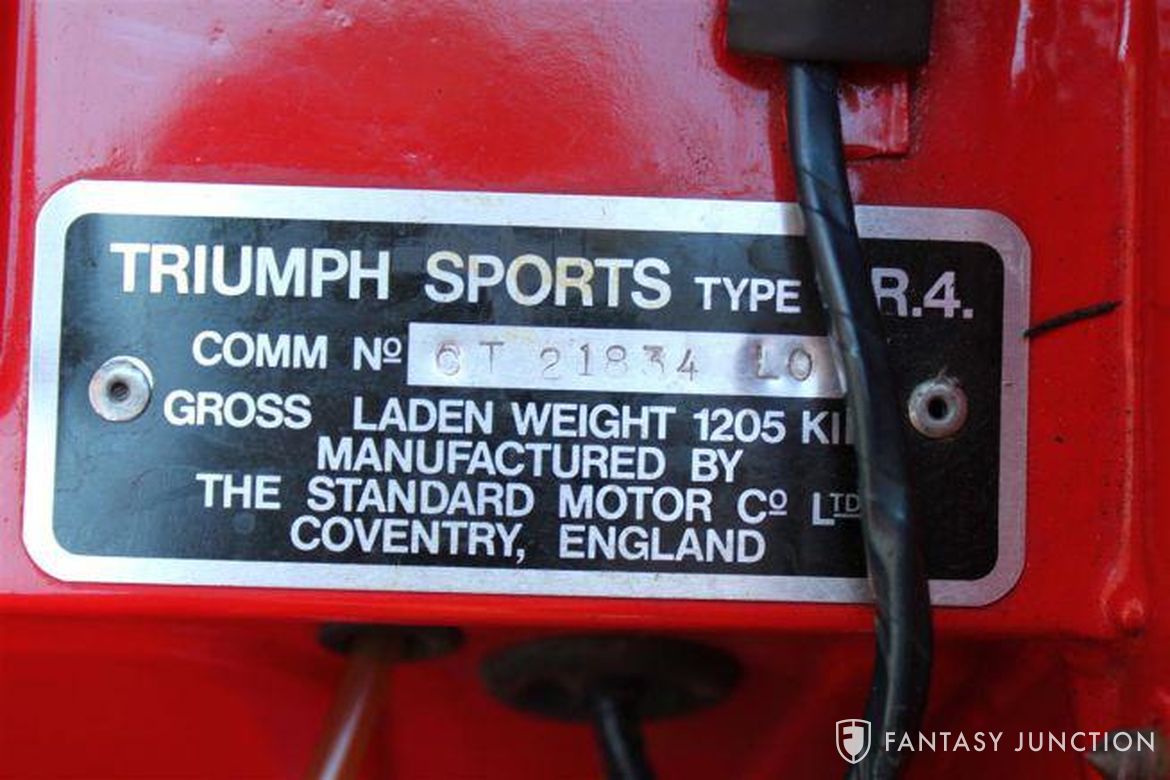 TRIUMPH SPORTS TYPE R.4.
COMM Nº CT 21834 LO
GROSS LADEN WEIGHT 1205 KI
MANUFACTURED BY
THE STANDARD MOTOR Cº LTD
COVENTRY, ENGLAND
FANTASY JUNCTION